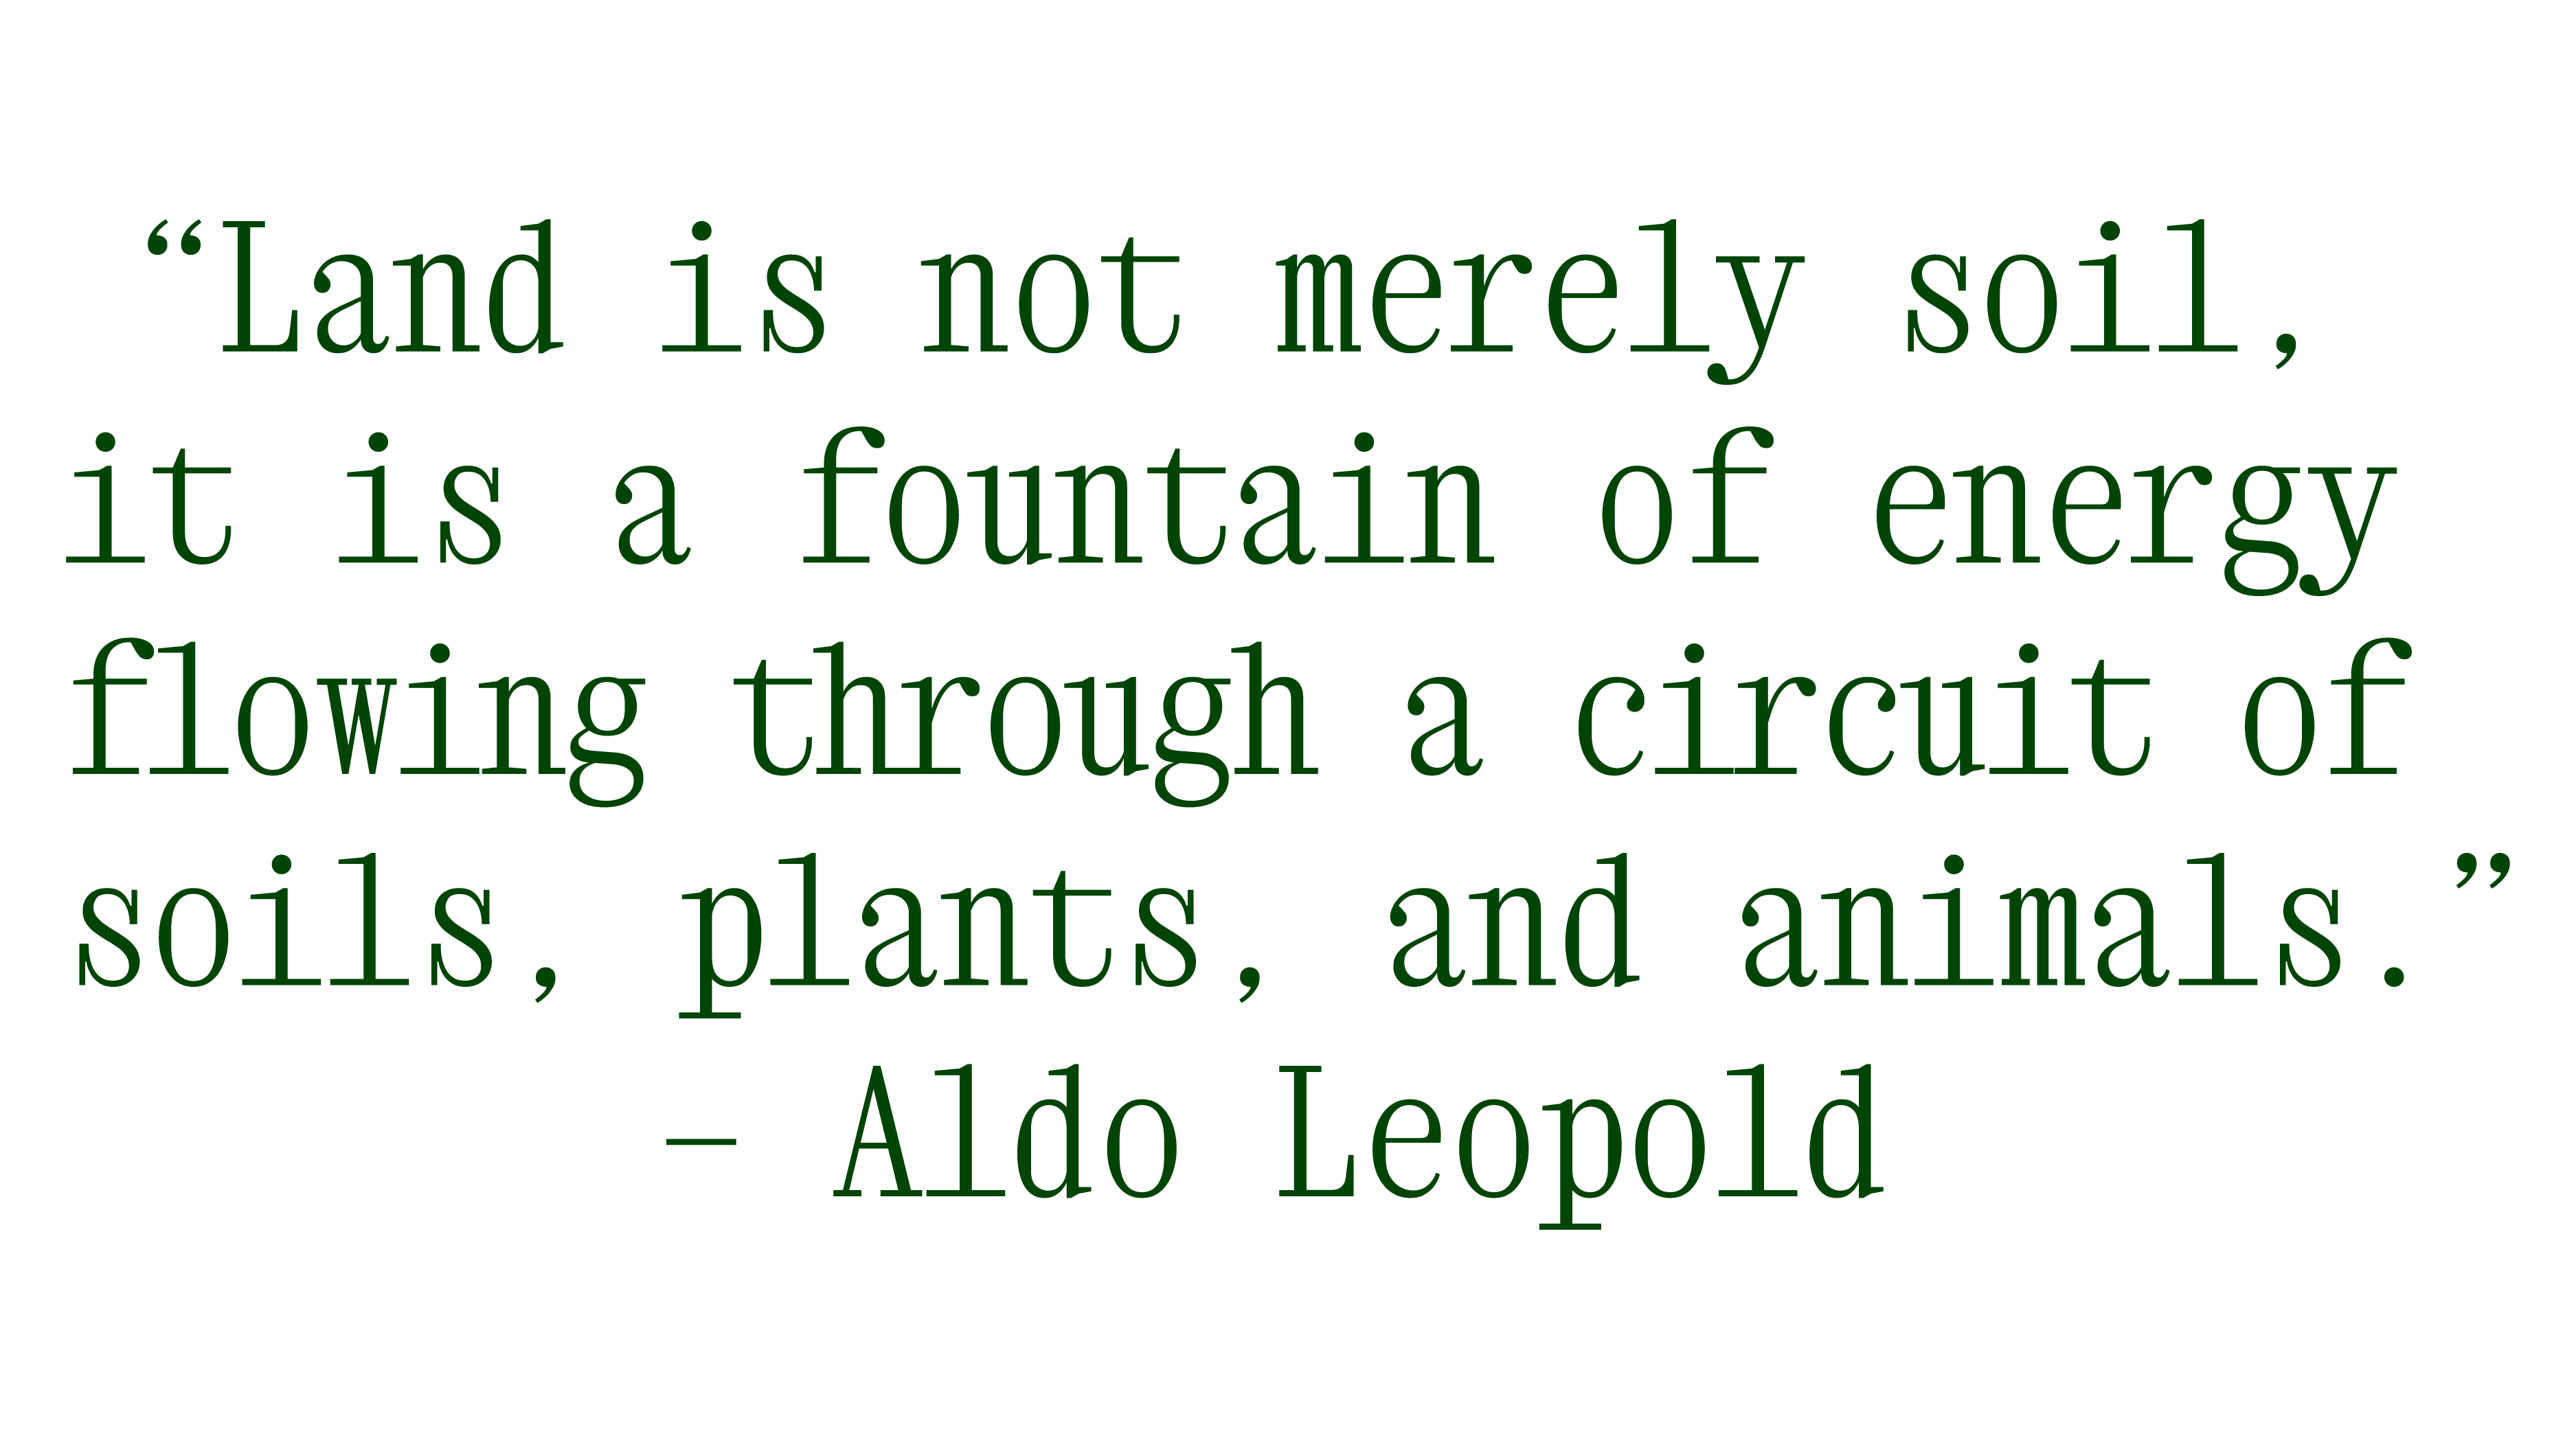 “Land is not merely soil,
it is a fountain of energy
flowing through a circuit of
soils, plants, and animals.”
– Aldo Leopold